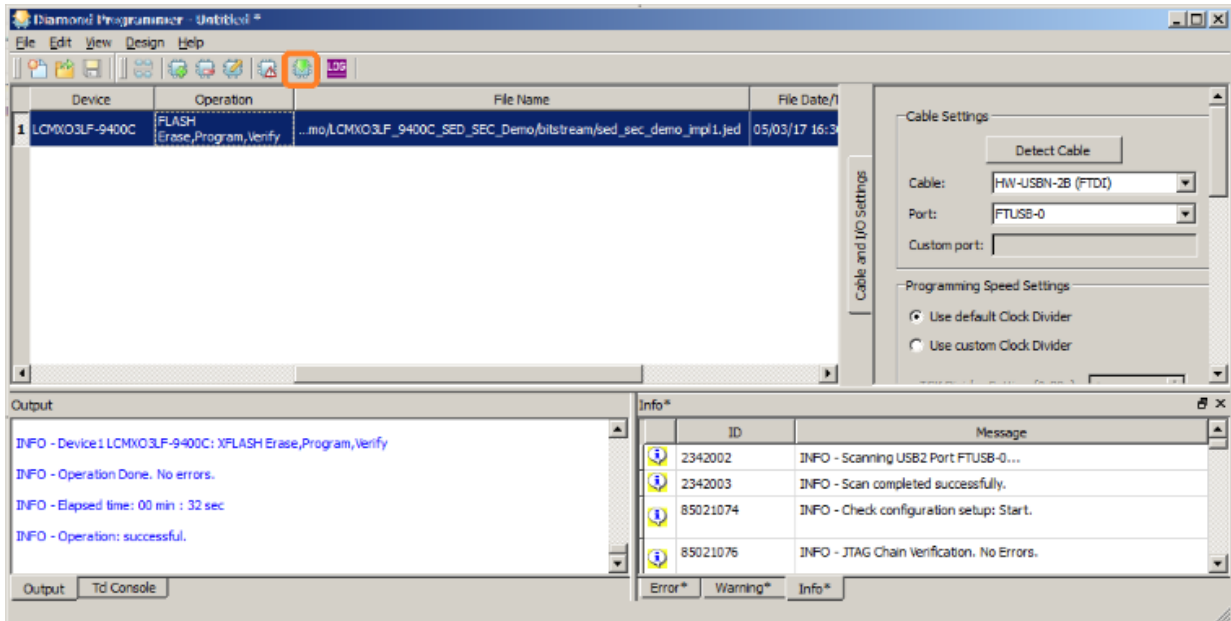 Diamond Programmer - Untitled *
File Edit View Design Help
LOG
Device Operation File Name File Date/T
1 LCMXO3LF-9400C FLASH Erase,Program,Verify ...mo/LCMXO3LF_9400C_SED_SEC_Demo/bitstream/sed_sec_demo_impl1.jed 05/03/17 16:3
Cable and I/O Settings
Cable Settings
Detect Cable
Cable: HW-USBN-2B (FTDI)
Port: FTUSB-0
Custom port:
Programming Speed Settings
Use default Clock Divider
Use custom Clock Divider
Output
INFO - Device1 LCMXO3LF-9400C: XFLASH Erase,Program,Verify
INFO - Operation Done. No errors.
INFO - Elapsed time: 00 min : 32 sec
INFO - Operation: successful.
Output Tcl Console
Info*
ID Message
2342002 INFO - Scanning USB2 Port FTUSB-0...
2342003 INFO - Scan completed successfully.
85021074 INFO - Check configuration setup: Start.
85021076 INFO - JTAG Chain Verification. No Errors.
Error* Warning* Info*